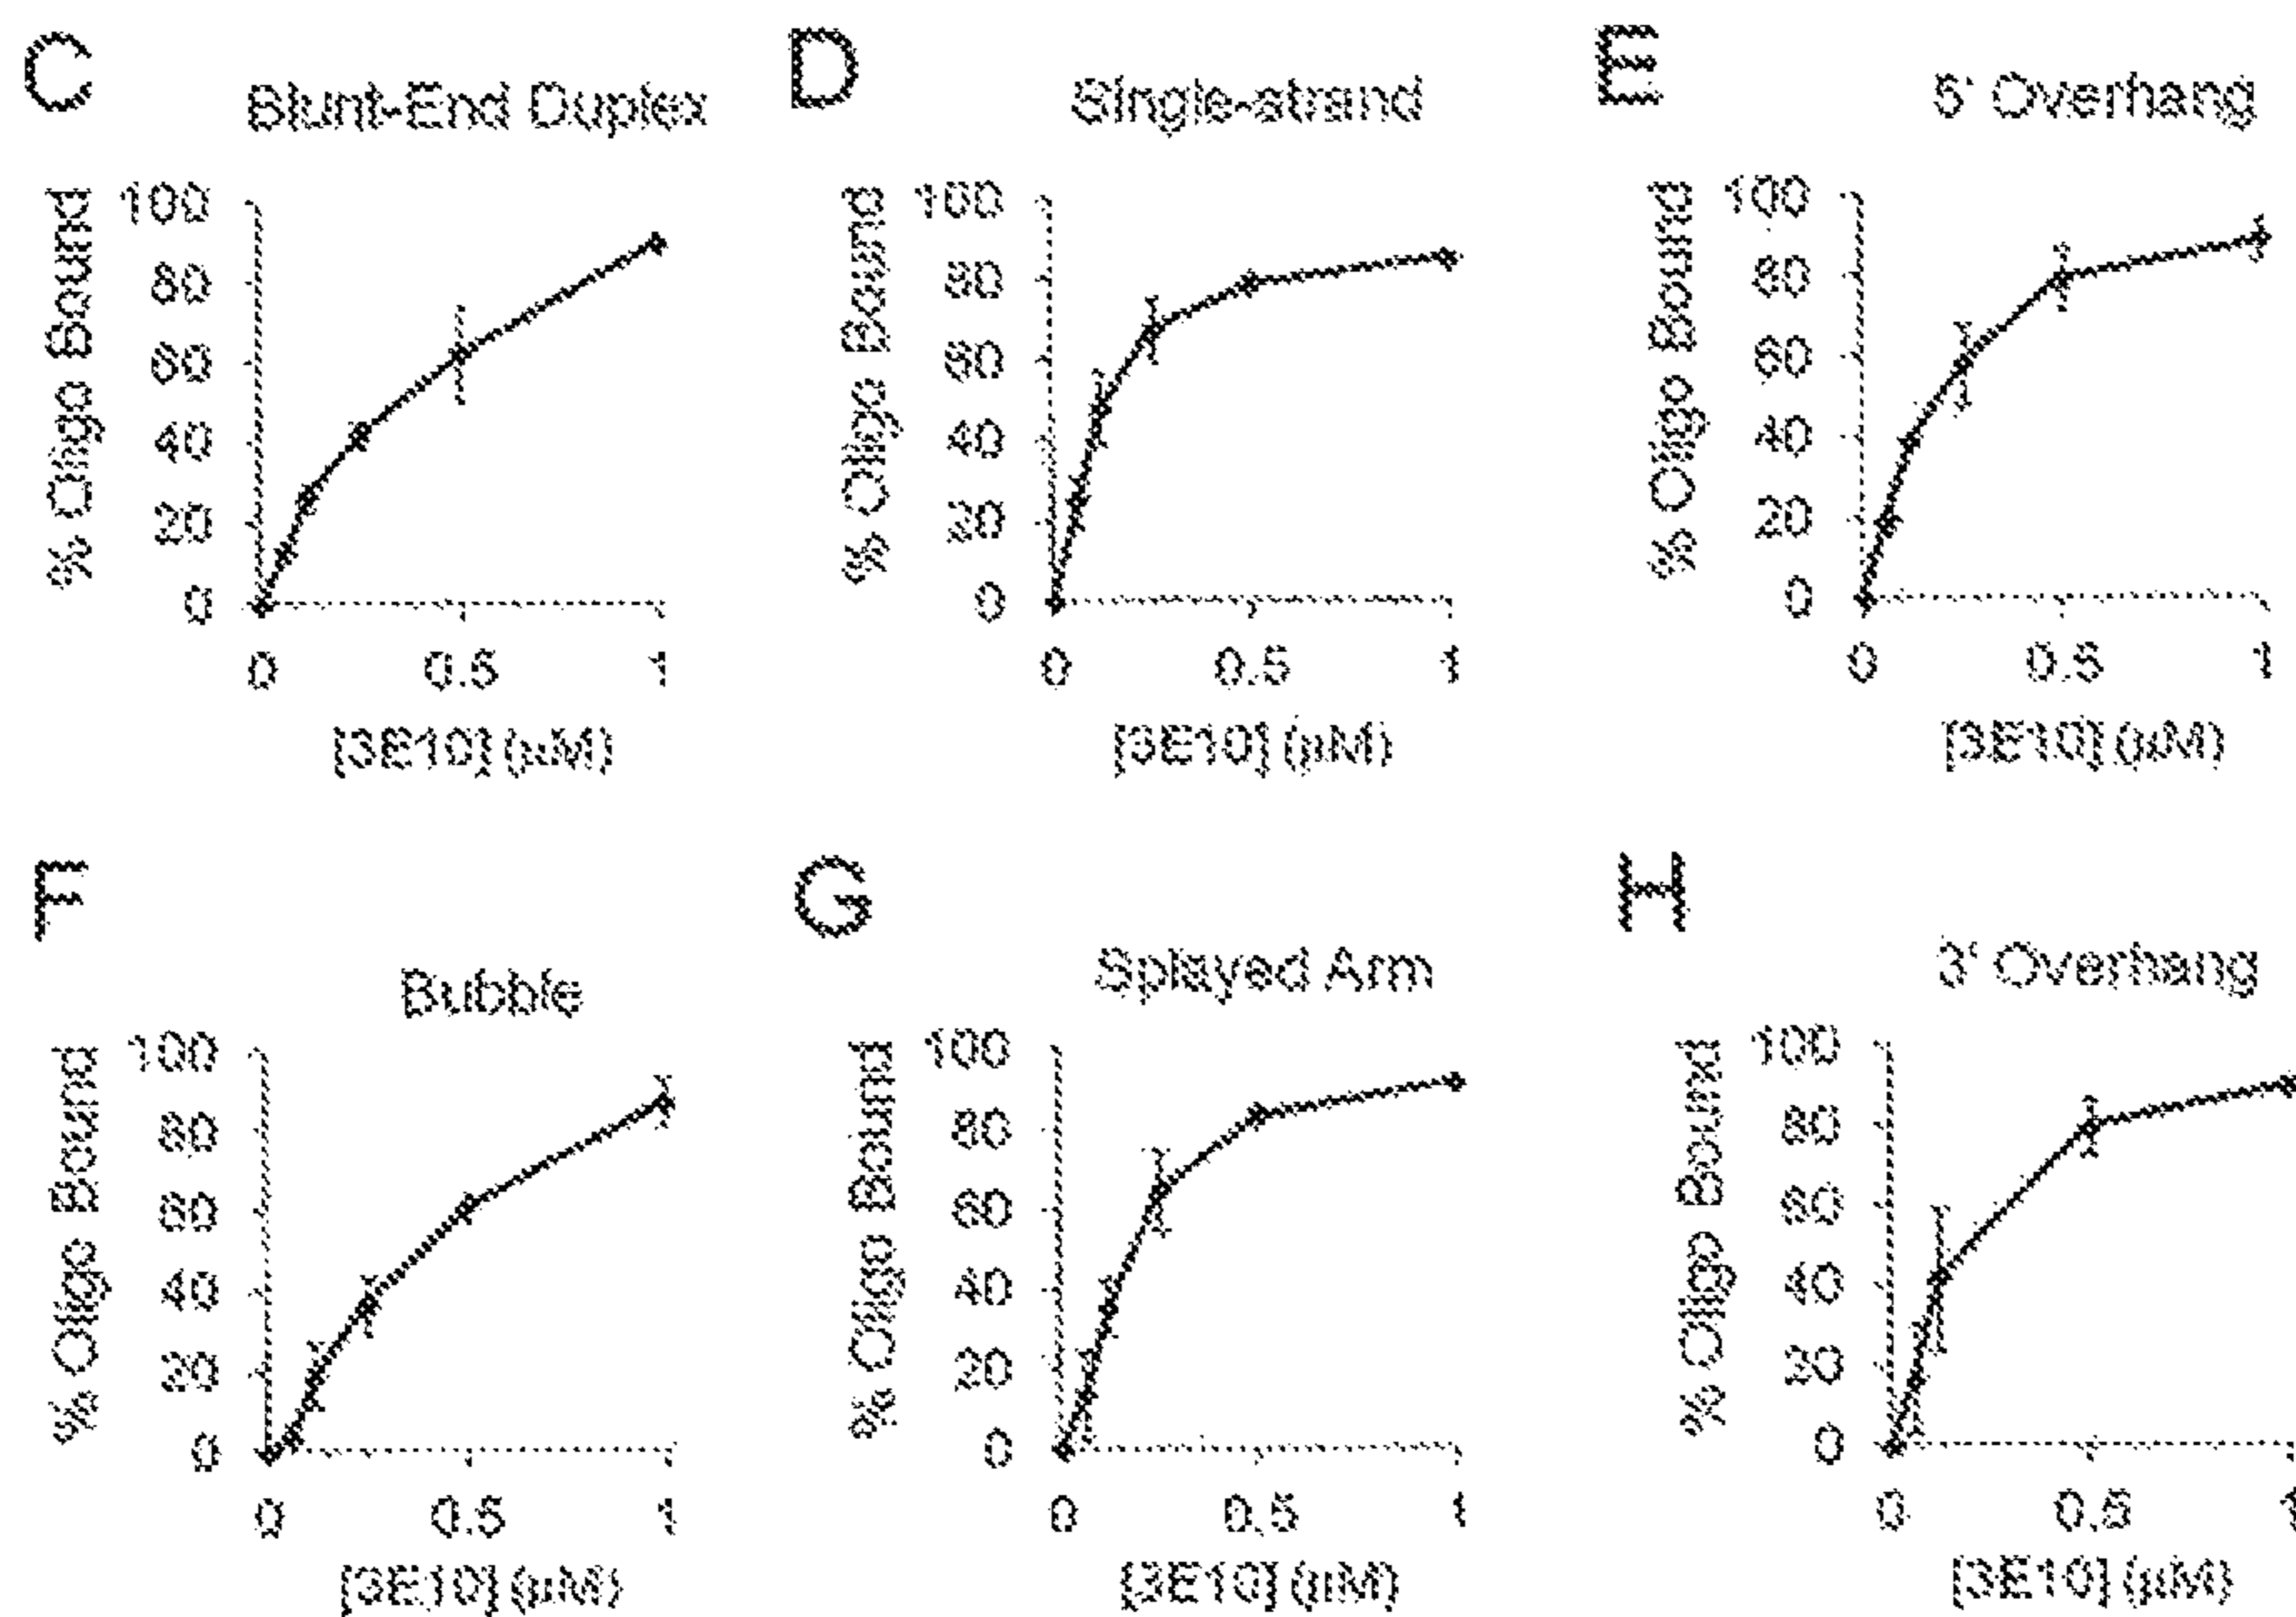 C Blunt-End Duplex
% Oligo Bound
100
80
60
40
20
0
0 0.5 1
[3E10] (µM)
D Single-strand
% Oligo Bound
100
80
60
40
20
0
0 0.5 1
[3E10] (µM)
E 5' Overhang
% Oligo Bound
100
80
60
40
20
0
0 0.5 1
[3E10] (µM)
F Bubble
% Oligo Bound
100
80
60
40
20
0
0 0.5 1
[3E10] (µM)
G Splayed Arm
% Oligo Bound
100
80
60
40
20
0
0 0.5 1
[3E10] (µM)
H 3' Overhang
% Oligo Bound
100
80
60
40
20
0
0 0.5 1
[3E10] (µM)